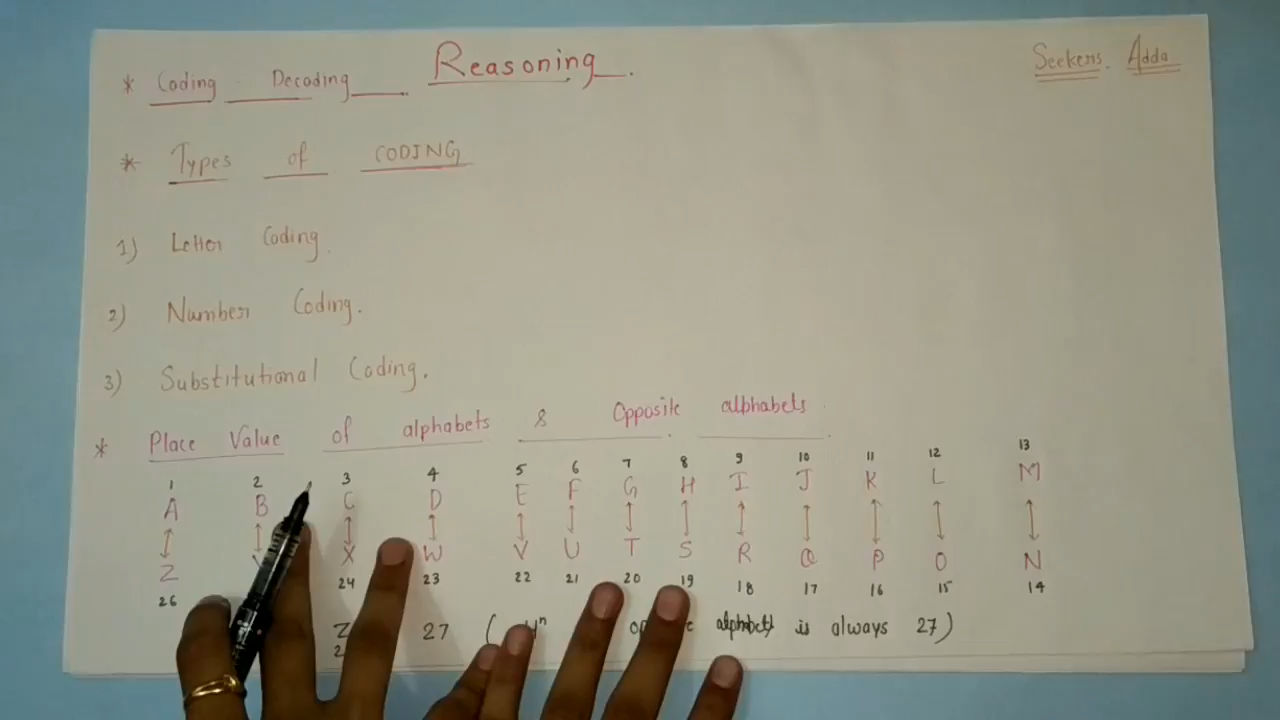 * Coding Decoding Reasoning.
Seekers Adda
* Types of CODING
1) Letter Coding.
2) Number Coding.
3) Substitutional Coding.
* Place Value of alphabets & Opposite alphabets.
1 2 3 4 5 6 7 8 9 10 11 12 13
A B C D E F G H I J K L M
Z X W V U T S R Q P O N
26 24 23 22 21 20 19 18 17 16 15 14
Z 27 ( alphabets is always 27)